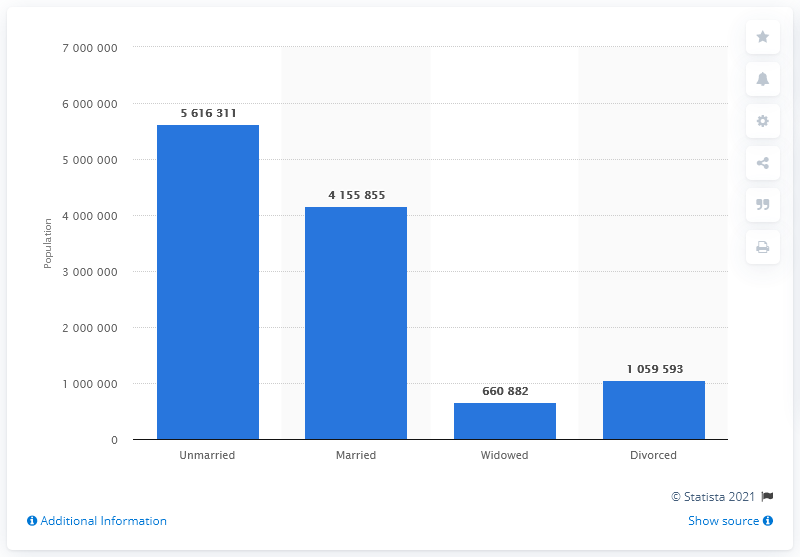 7 000 000
6 000 000
5 000 000
4 000 000
3 000 000
2 000 000
1 000 000
0
Population
5 616 311
4 155 855
660 882
1 059 593
Unmarried
Married
Widowed
Divorced
© Statista 2021
Additional Information
Show source